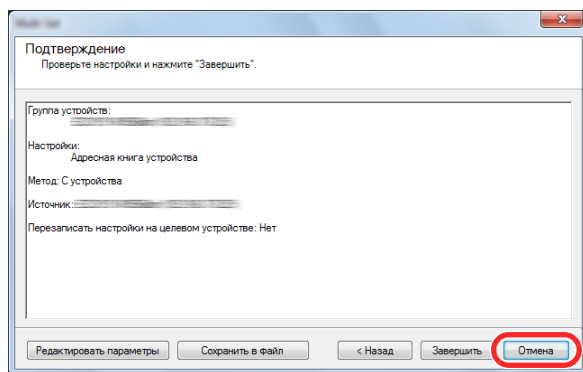 Подтверждение
Проверьте настройки и нажмите "Завершить".
Группа устройств:
Настройки:
Адресная книга устройства
Метод: С устройства
Источник:
Перезаписать настройки на целевом устройстве: Нет
Редактировать параметры Сохранить в файл < Назад Завершить Отмена